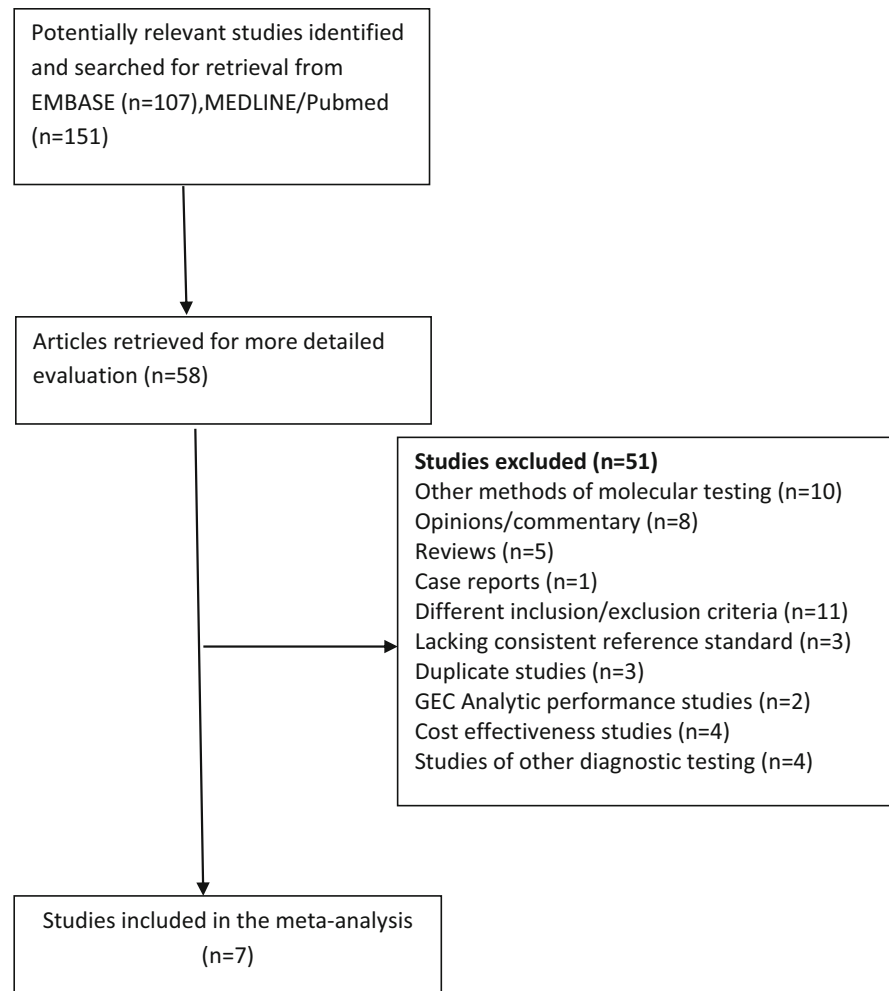 Potentially relevant studies identified
and searched for retrieval from
EMBASE (n=107),MEDLINE/Pubmed
(n=151)
Articles retrieved for more detailed
evaluation (n=58)
Studies excluded (n=51)
Other methods of molecular testing (n=10)
Opinions/commentary (n=8)
Reviews (n=5)
Case reports (n=1)
Different inclusion/exclusion criteria (n=11)
Lacking consistent reference standard (n=3)
Duplicate studies (n=3)
GEC Analytic performance studies (n=2)
Cost effectiveness studies (n=4)
Studies of other diagnostic testing (n=4)
Studies included in the meta-analysis
(n=7)